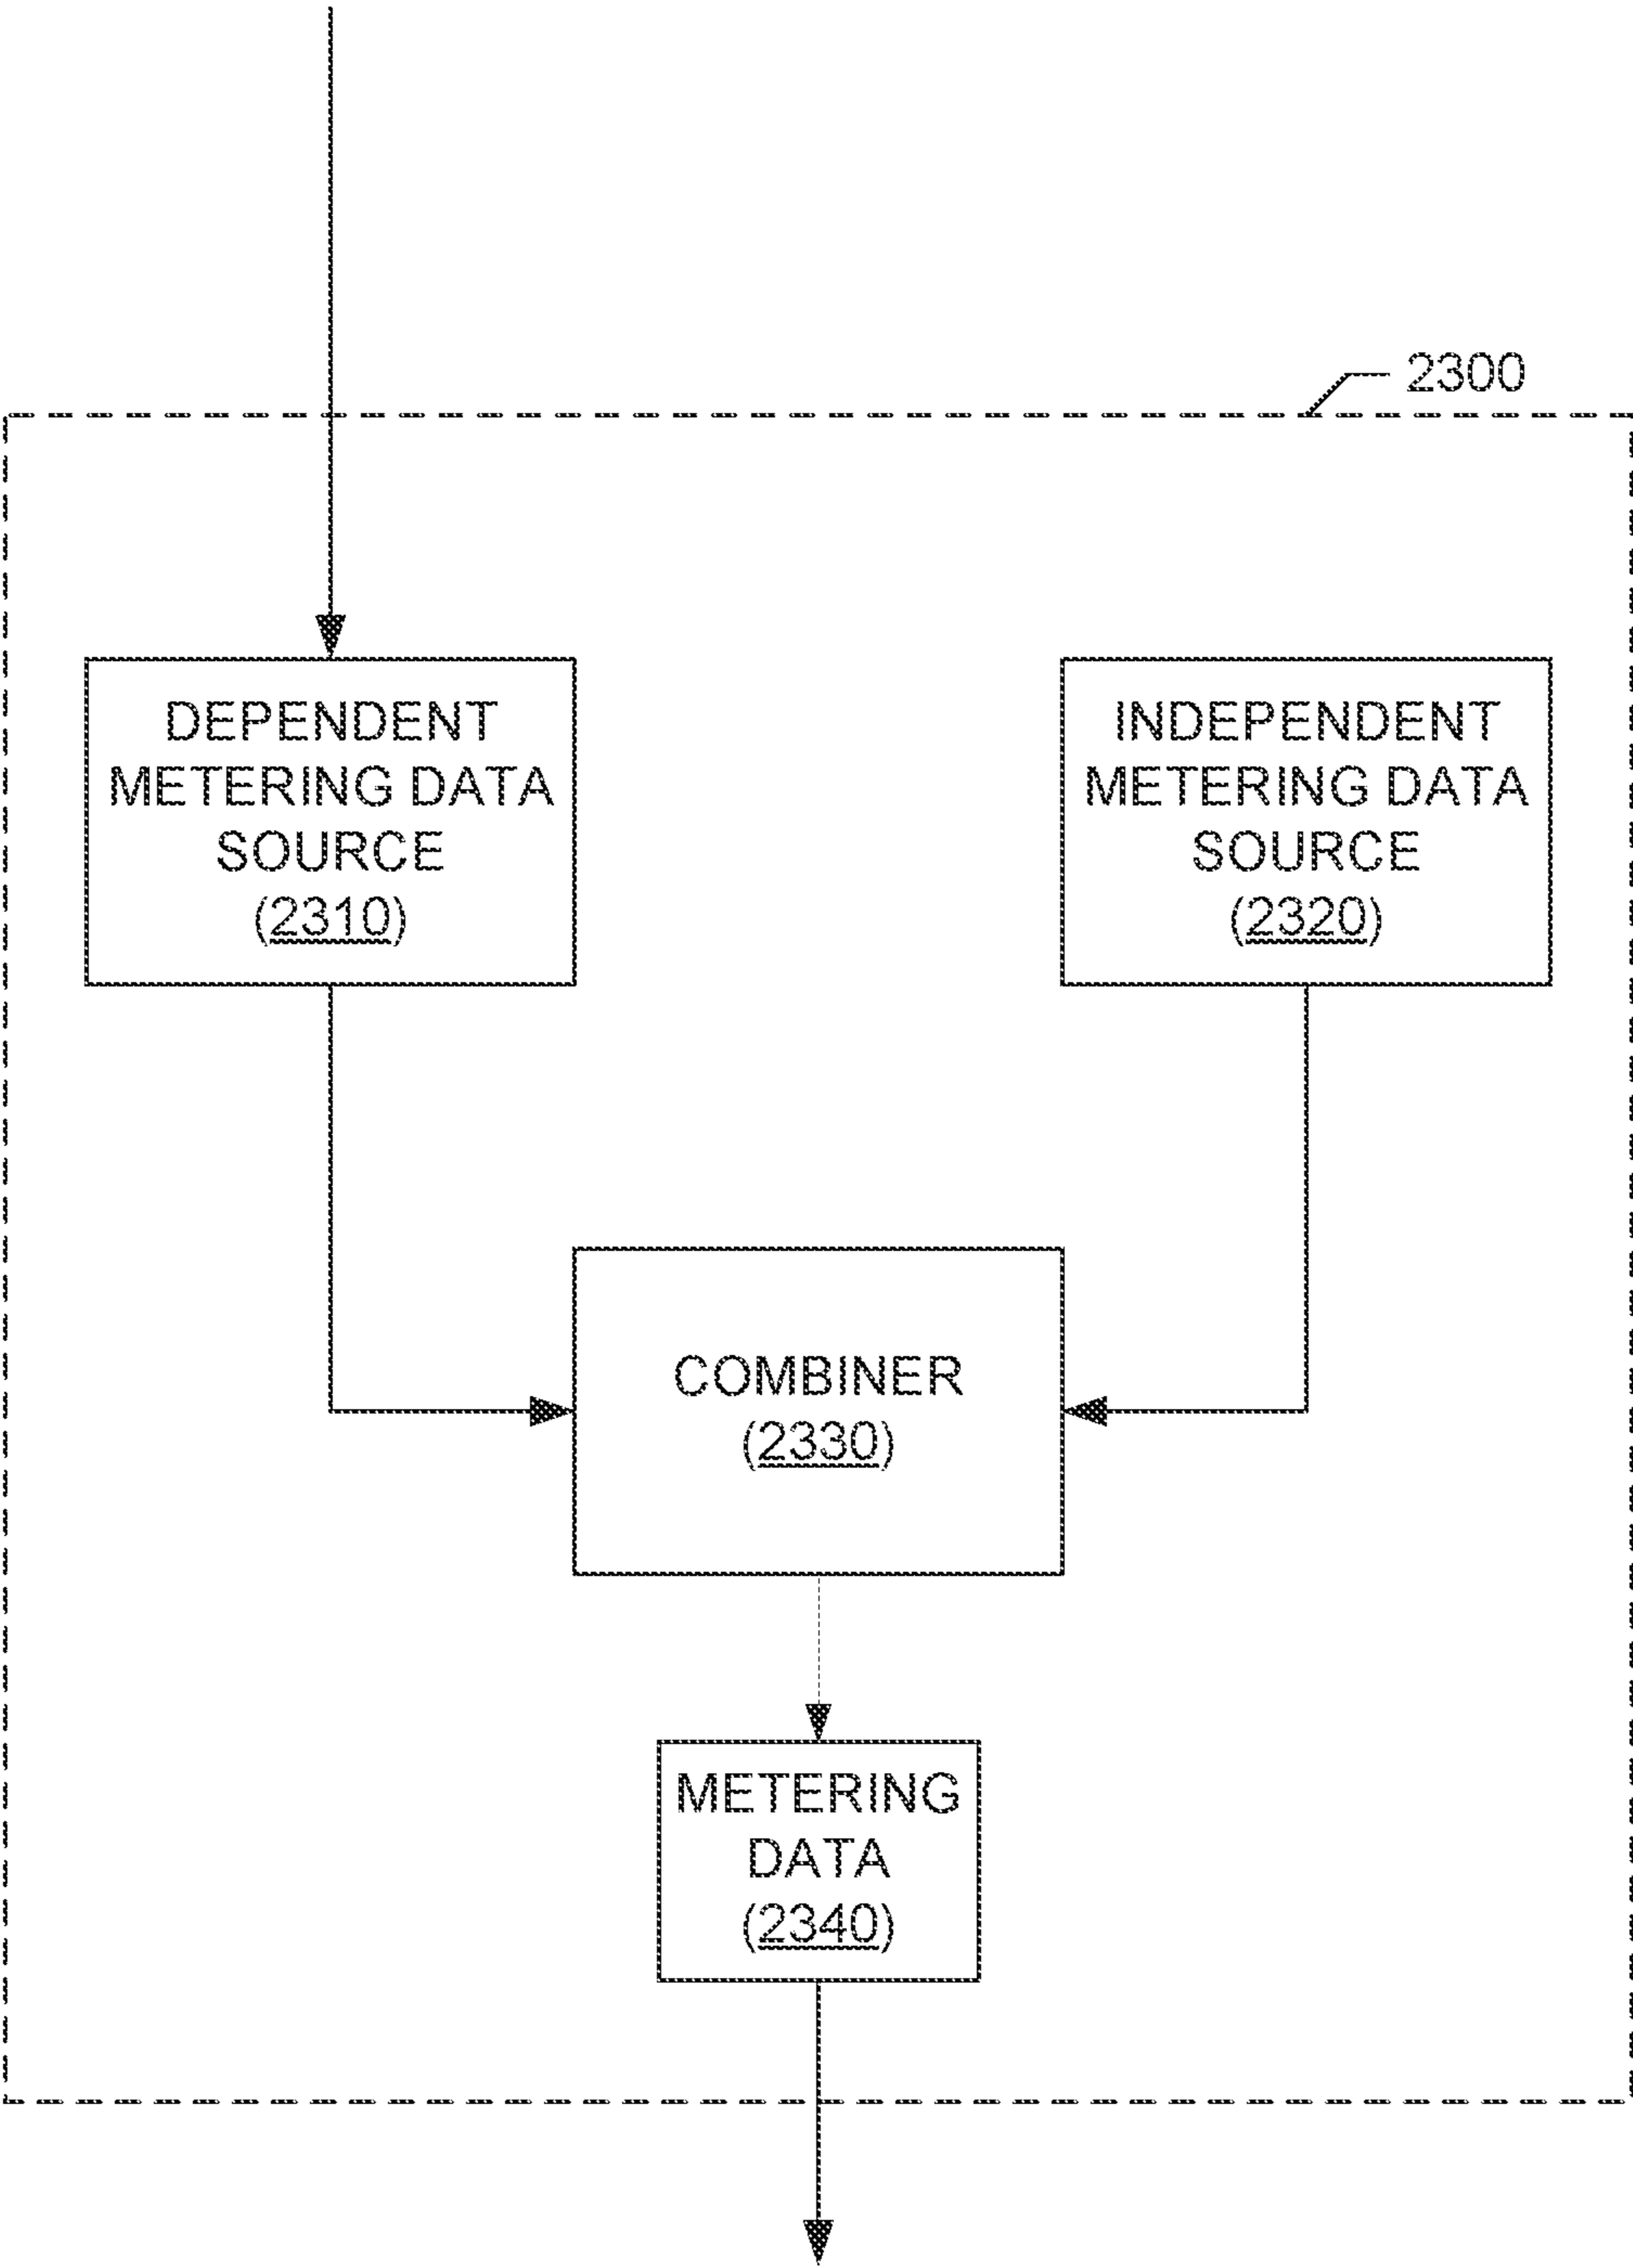 2300
DEPENDENT
METERING DATA
SOURCE
(2310)
INDEPENDENT
METERING DATA
SOURCE
(2320)
COMBINER
(2330)
METERING
DATA
(2340)